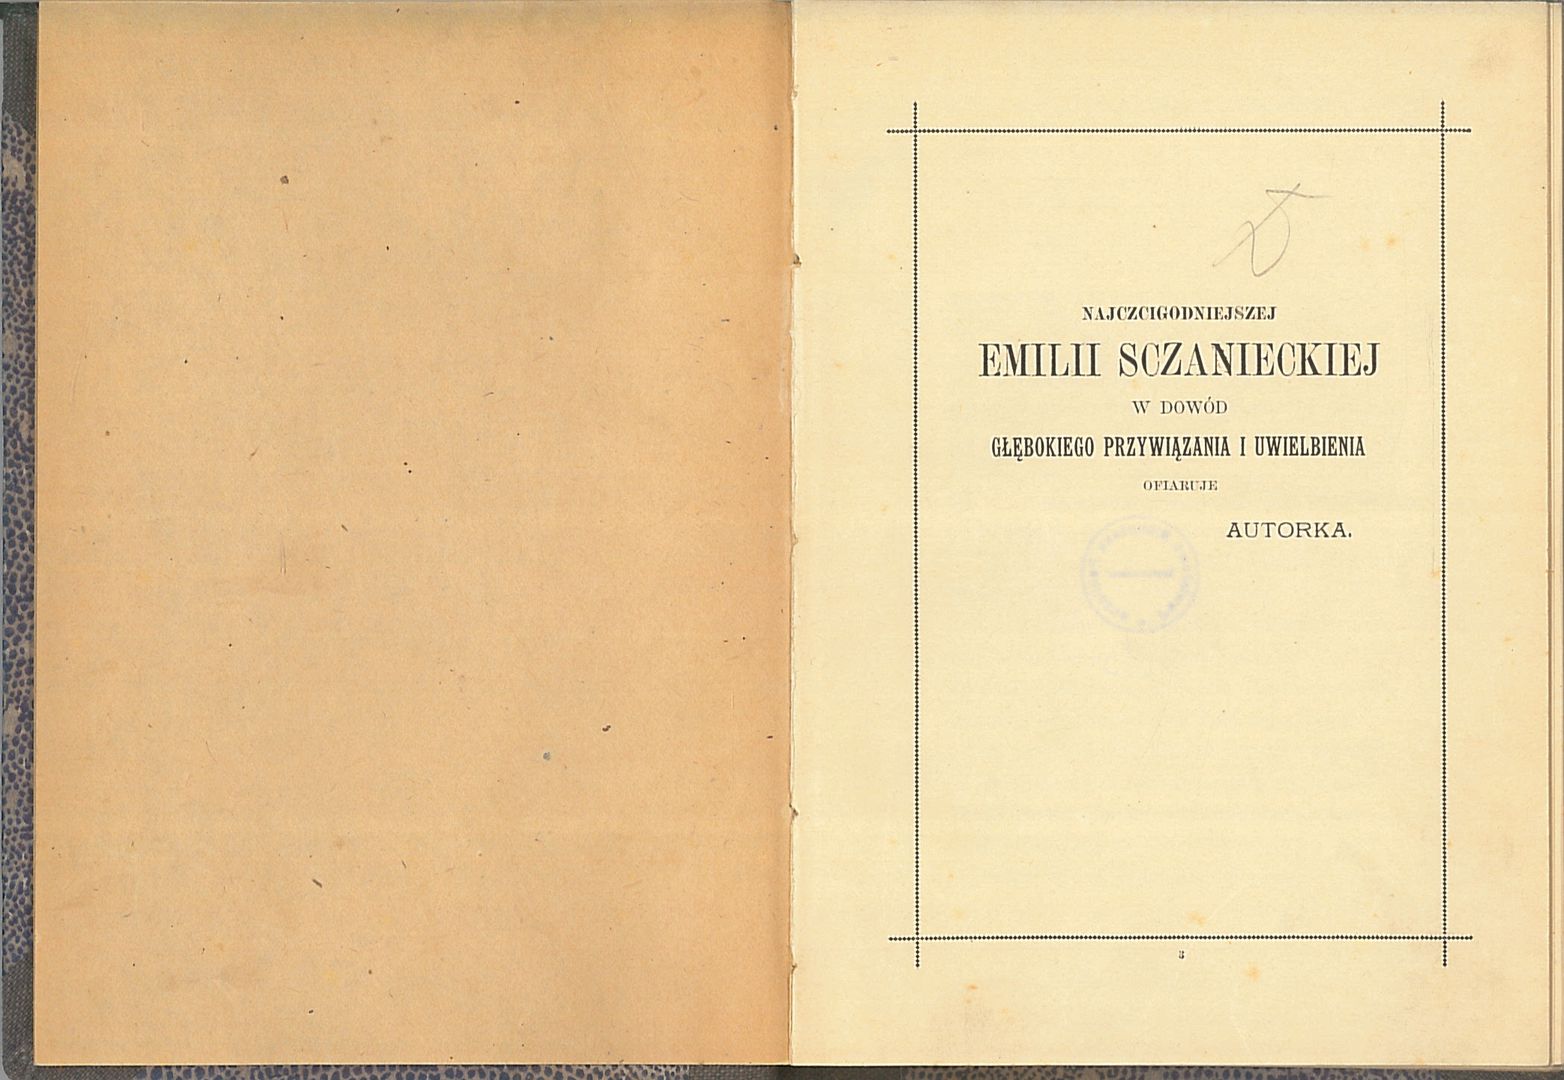 NAJCZCIGODNIEJSZEJ
EMILII SCZANIECKIEJ
W DOWÓD
GŁĘBOKIEGO PRZYWIĄZANIA I UWIELBIENIA
OFIARUJE
AUTORKA.
3